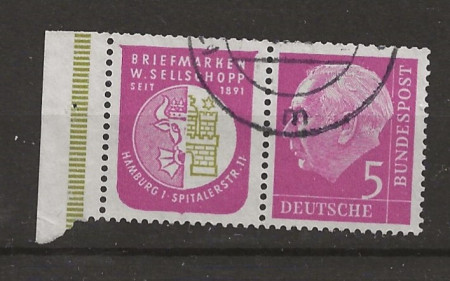 BRIEFMARKEN
W. SELLSCHOPP
SEIT 1891
HAMBURG 1 · SPITALERSTR. 11
5
DEUTSCHE
BUNDESPOST
m